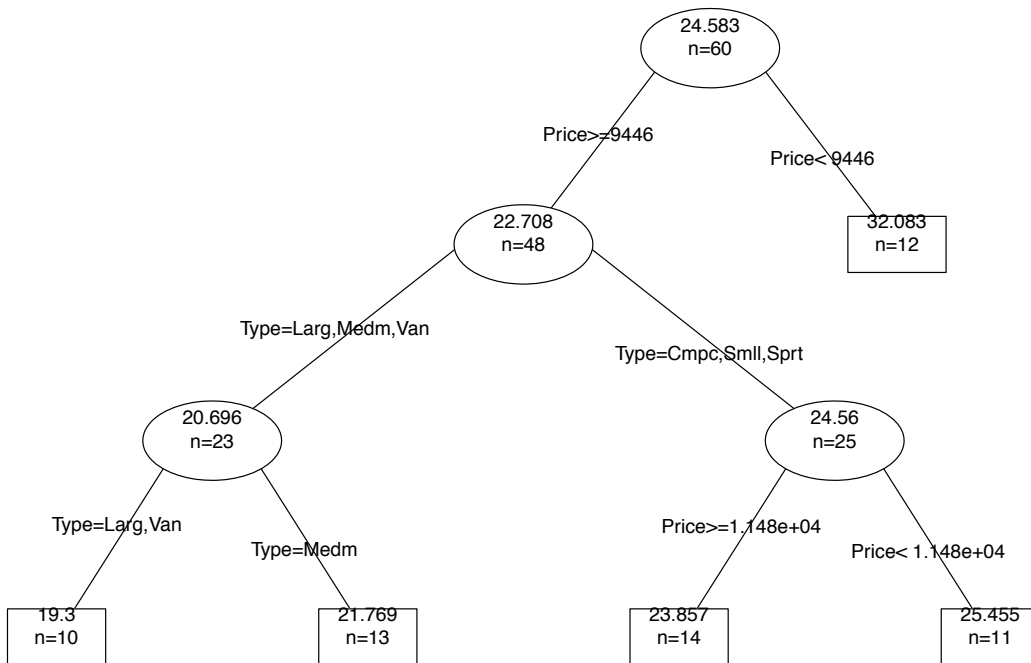 24.583
n=60
Price>=9446
Price< 9446
22.708
n=48
32.083
n=12
Type=Larg,Medm,Van
Type=Cmpc,Smll,Sprt
20.696
n=23
24.56
n=25
Type=Larg,Van
Type=Medm
Price>=1.148e+04
Price< 1.148e+04
19.3
n=10
21.769
n=13
23.857
n=14
25.455
n=11